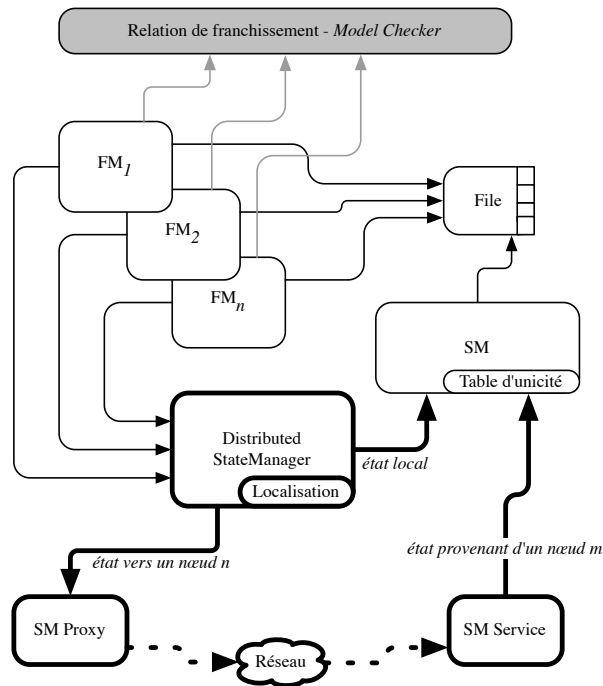 Relation de franchissement - Model Checker
FM1
FM2
FMn
File
SM
Table d'unicité
Distributed
StateManager
Localisation
état local
état vers un nœud n
état provenant d'un nœud m
SM Proxy
Réseau
SM Service